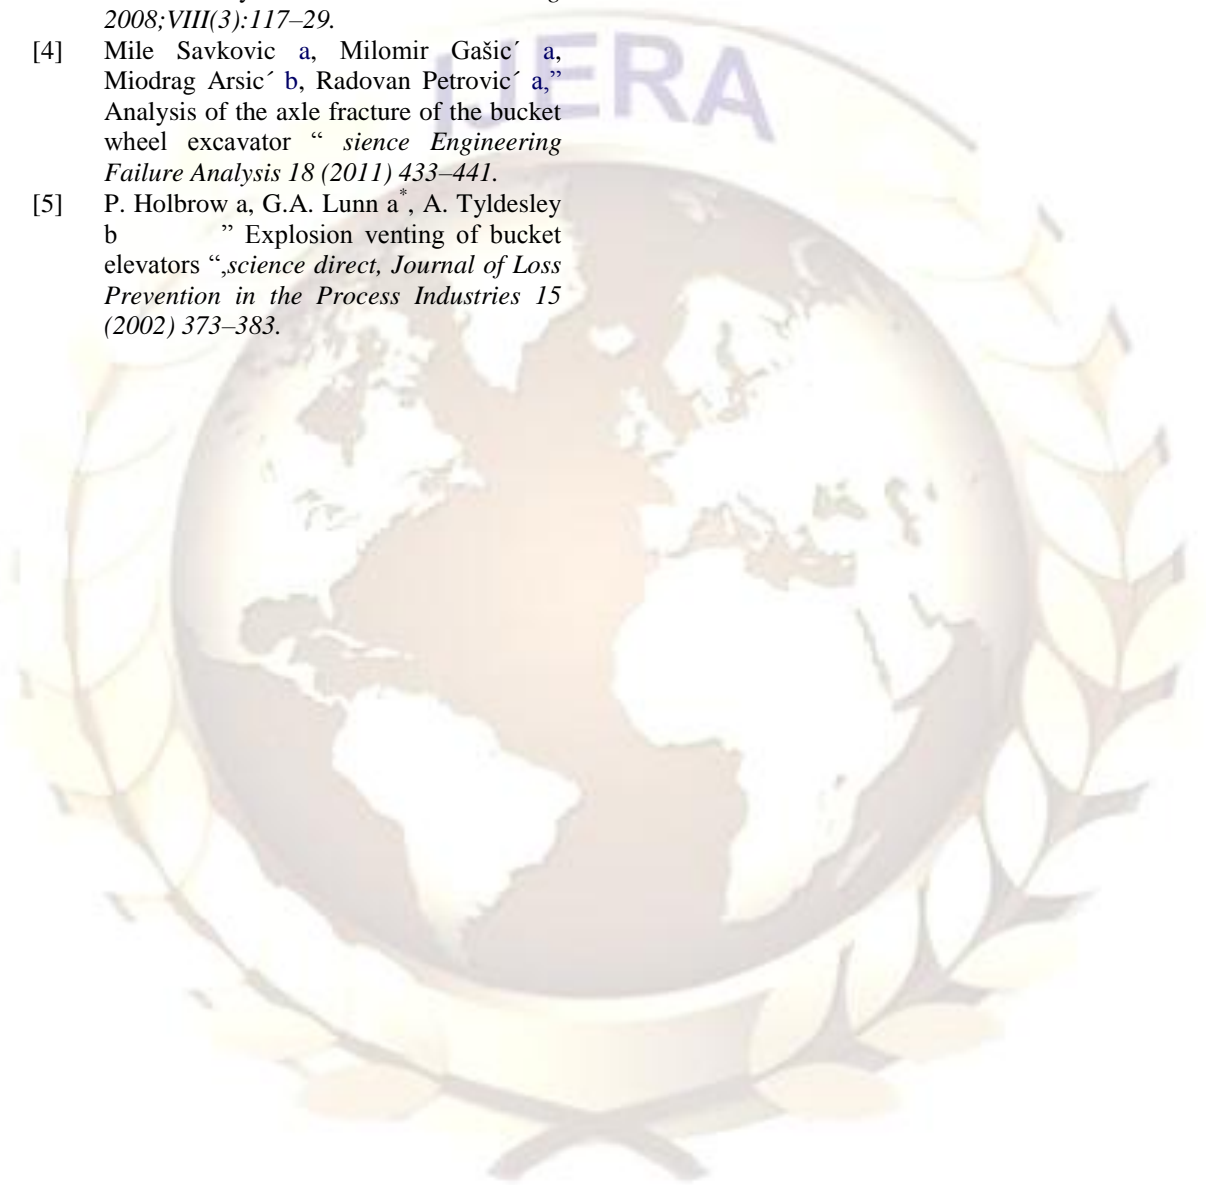 2008;VIII(3):117–29.
[4] Mile Savkovic a, Milomir Gašic´ a,
Miodrag Arsic´ b, Radovan Petrovic´ a,”
Analysis of the axle fracture of the bucket
wheel excavator “ sience Engineering
Failure Analysis 18 (2011) 433–441.
[5] P. Holbrow a, G.A. Lunn a*, A. Tyldesley
b ” Explosion venting of bucket
elevators “,science direct, Journal of Loss
Prevention in the Process Industries 15
(2002) 373–383.
IJERA